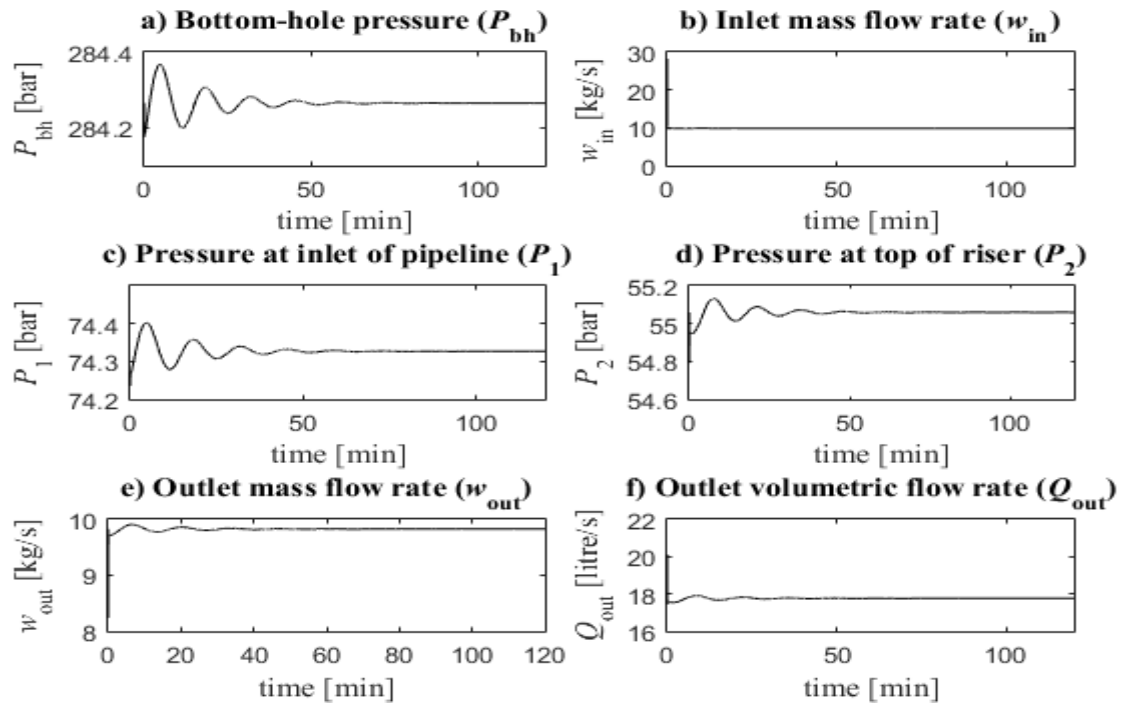 a) Bottom-hole pressure (P_bh)
284.4
284.2
P_bh [bar]
0 50 100
time [min]
b) Inlet mass flow rate (w_in)
30
20
10
0
w_in [kg/s]
0 50 100
time [min]
c) Pressure at inlet of pipeline (P_1)
74.4
74.3
74.2
P_1 [bar]
0 50 100
time [min]
d) Pressure at top of riser (P_2)
55.2
55
54.8
54.6
P_2 [bar]
0 50 100
time [min]
e) Outlet mass flow rate (w_out)
10
9
8
w_out [kg/s]
0 20 40 60 80 100 120
time [min]
f) Outlet volumetric flow rate (Q_out)
22
20
18
16
Q_out [litre/s]
0 50 100
time [min]